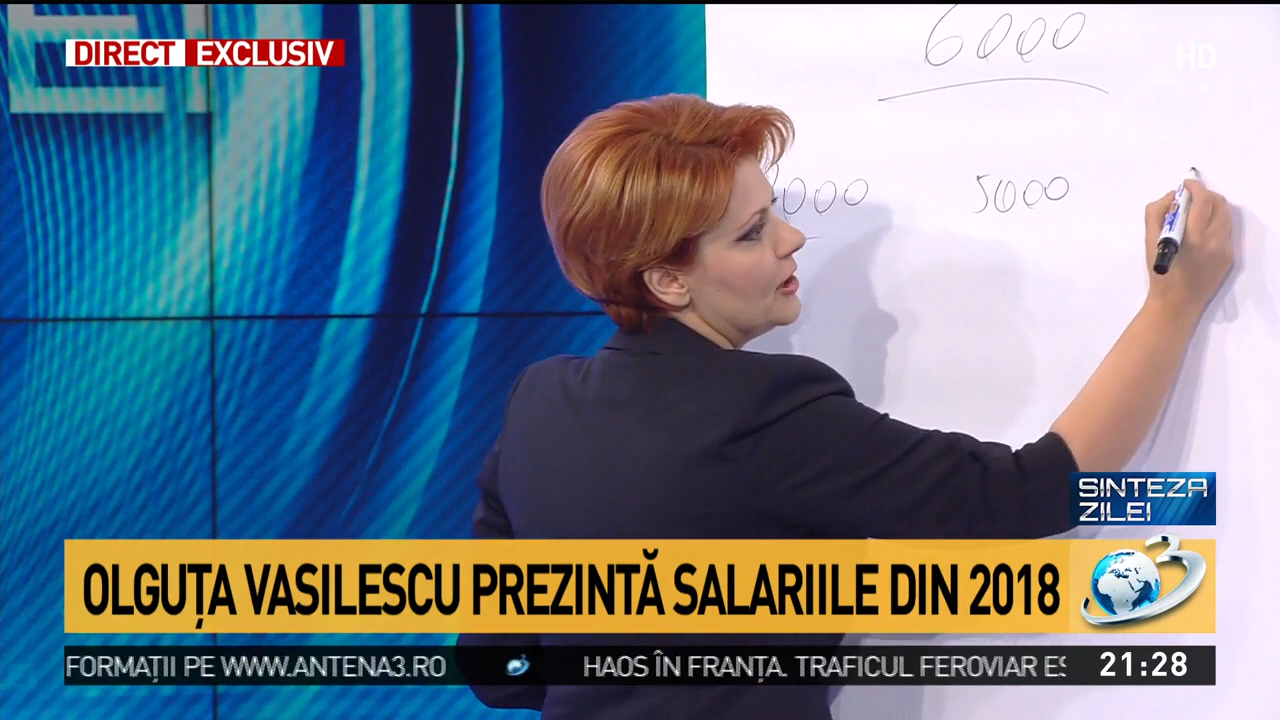 DIRECT EXCLUSIV
HD
6000
5000
SINTEZA
ZILEI
OLGUȚA VASILESCU PREZINTĂ SALARIILE DIN 2018
3
FORMAȚII PE WWW.ANTENA3.RO HAOS ÎN FRANȚA. TRAFICUL FEROVIAR
21:28